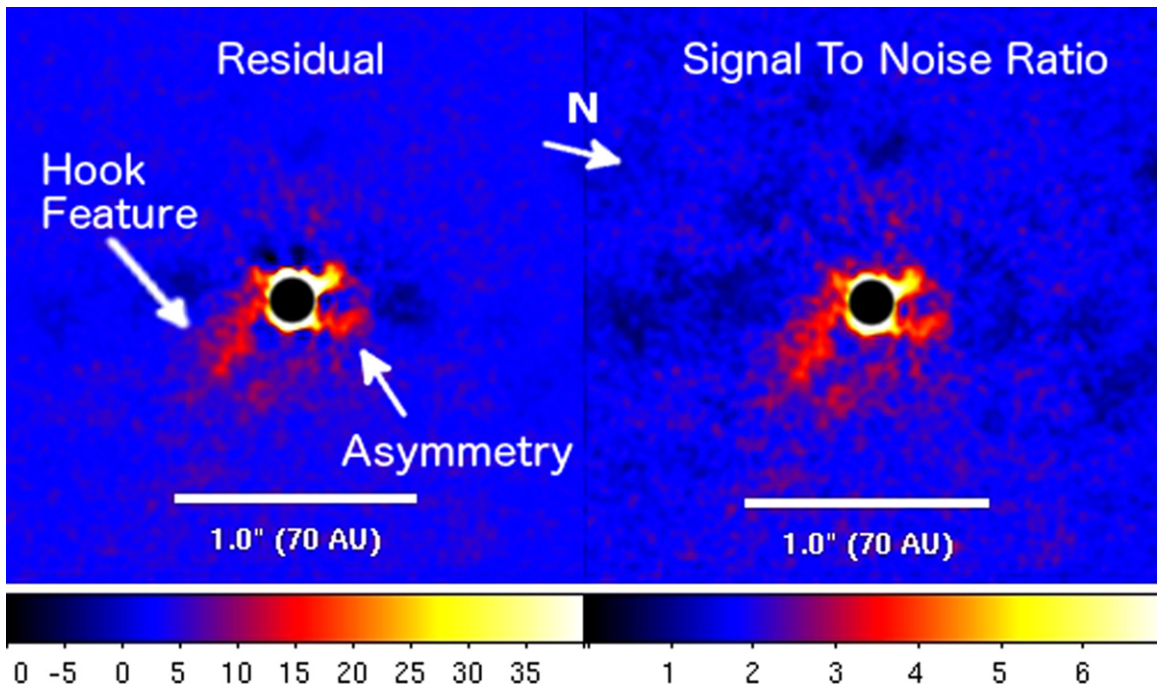 Residual
Signal To Noise Ratio
N
Hook
Feature
Asymmetry
1.0" (70 AU)
1.0" (70 AU)
0 -5 0 5 10 15 20 25 30 35
1 2 3 4 5 6